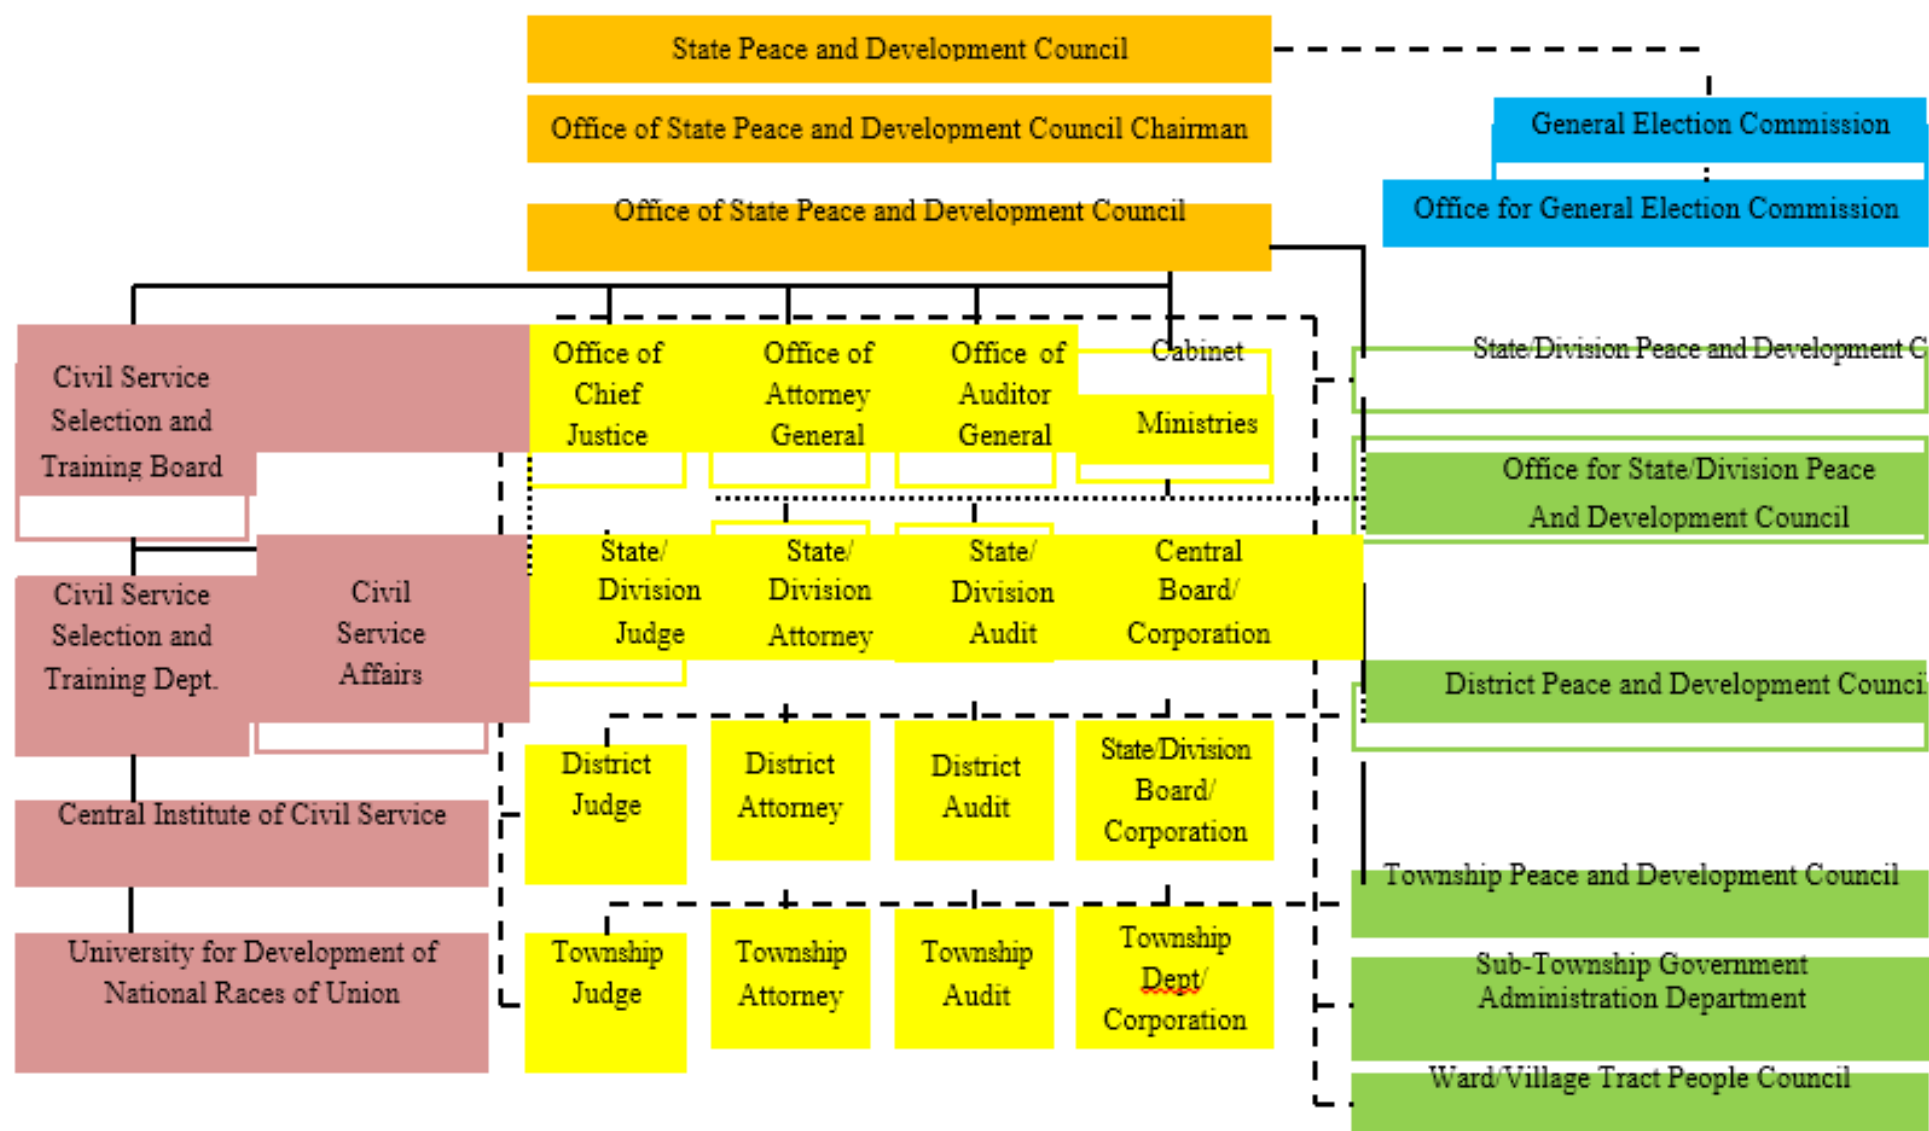 State Peace and Development Council
Office of State Peace and Development Council Chairman
Office of State Peace and Development Council
General Election Commission
Office for General Election Commission
Civil Service
Selection and
Training Board
Office of
Chief
Justice
Office of
Attorney
General
Office of
Auditor
General
Cabinet
Ministries
State/Division Peace and Development C
Office for State/Division Peace
And Development Council
Civil Service
Selection and
Training Dept.
Civil
Service
Affairs
State/
Division
Judge
State/
Division
Attorney
State/
Division
Audit
Central
Board/
Corporation
District Peace and Development Counci
Central Institute of Civil Service
District
Judge
District
Attorney
District
Audit
State/Division
Board/
Corporation
Township Peace and Development Council
University for Development of
National Races of Union
Township
Judge
Township
Attorney
Township
Audit
Township
Dept/
Corporation
Sub-Township Government
Administration Department
Ward/Village Tract People Council